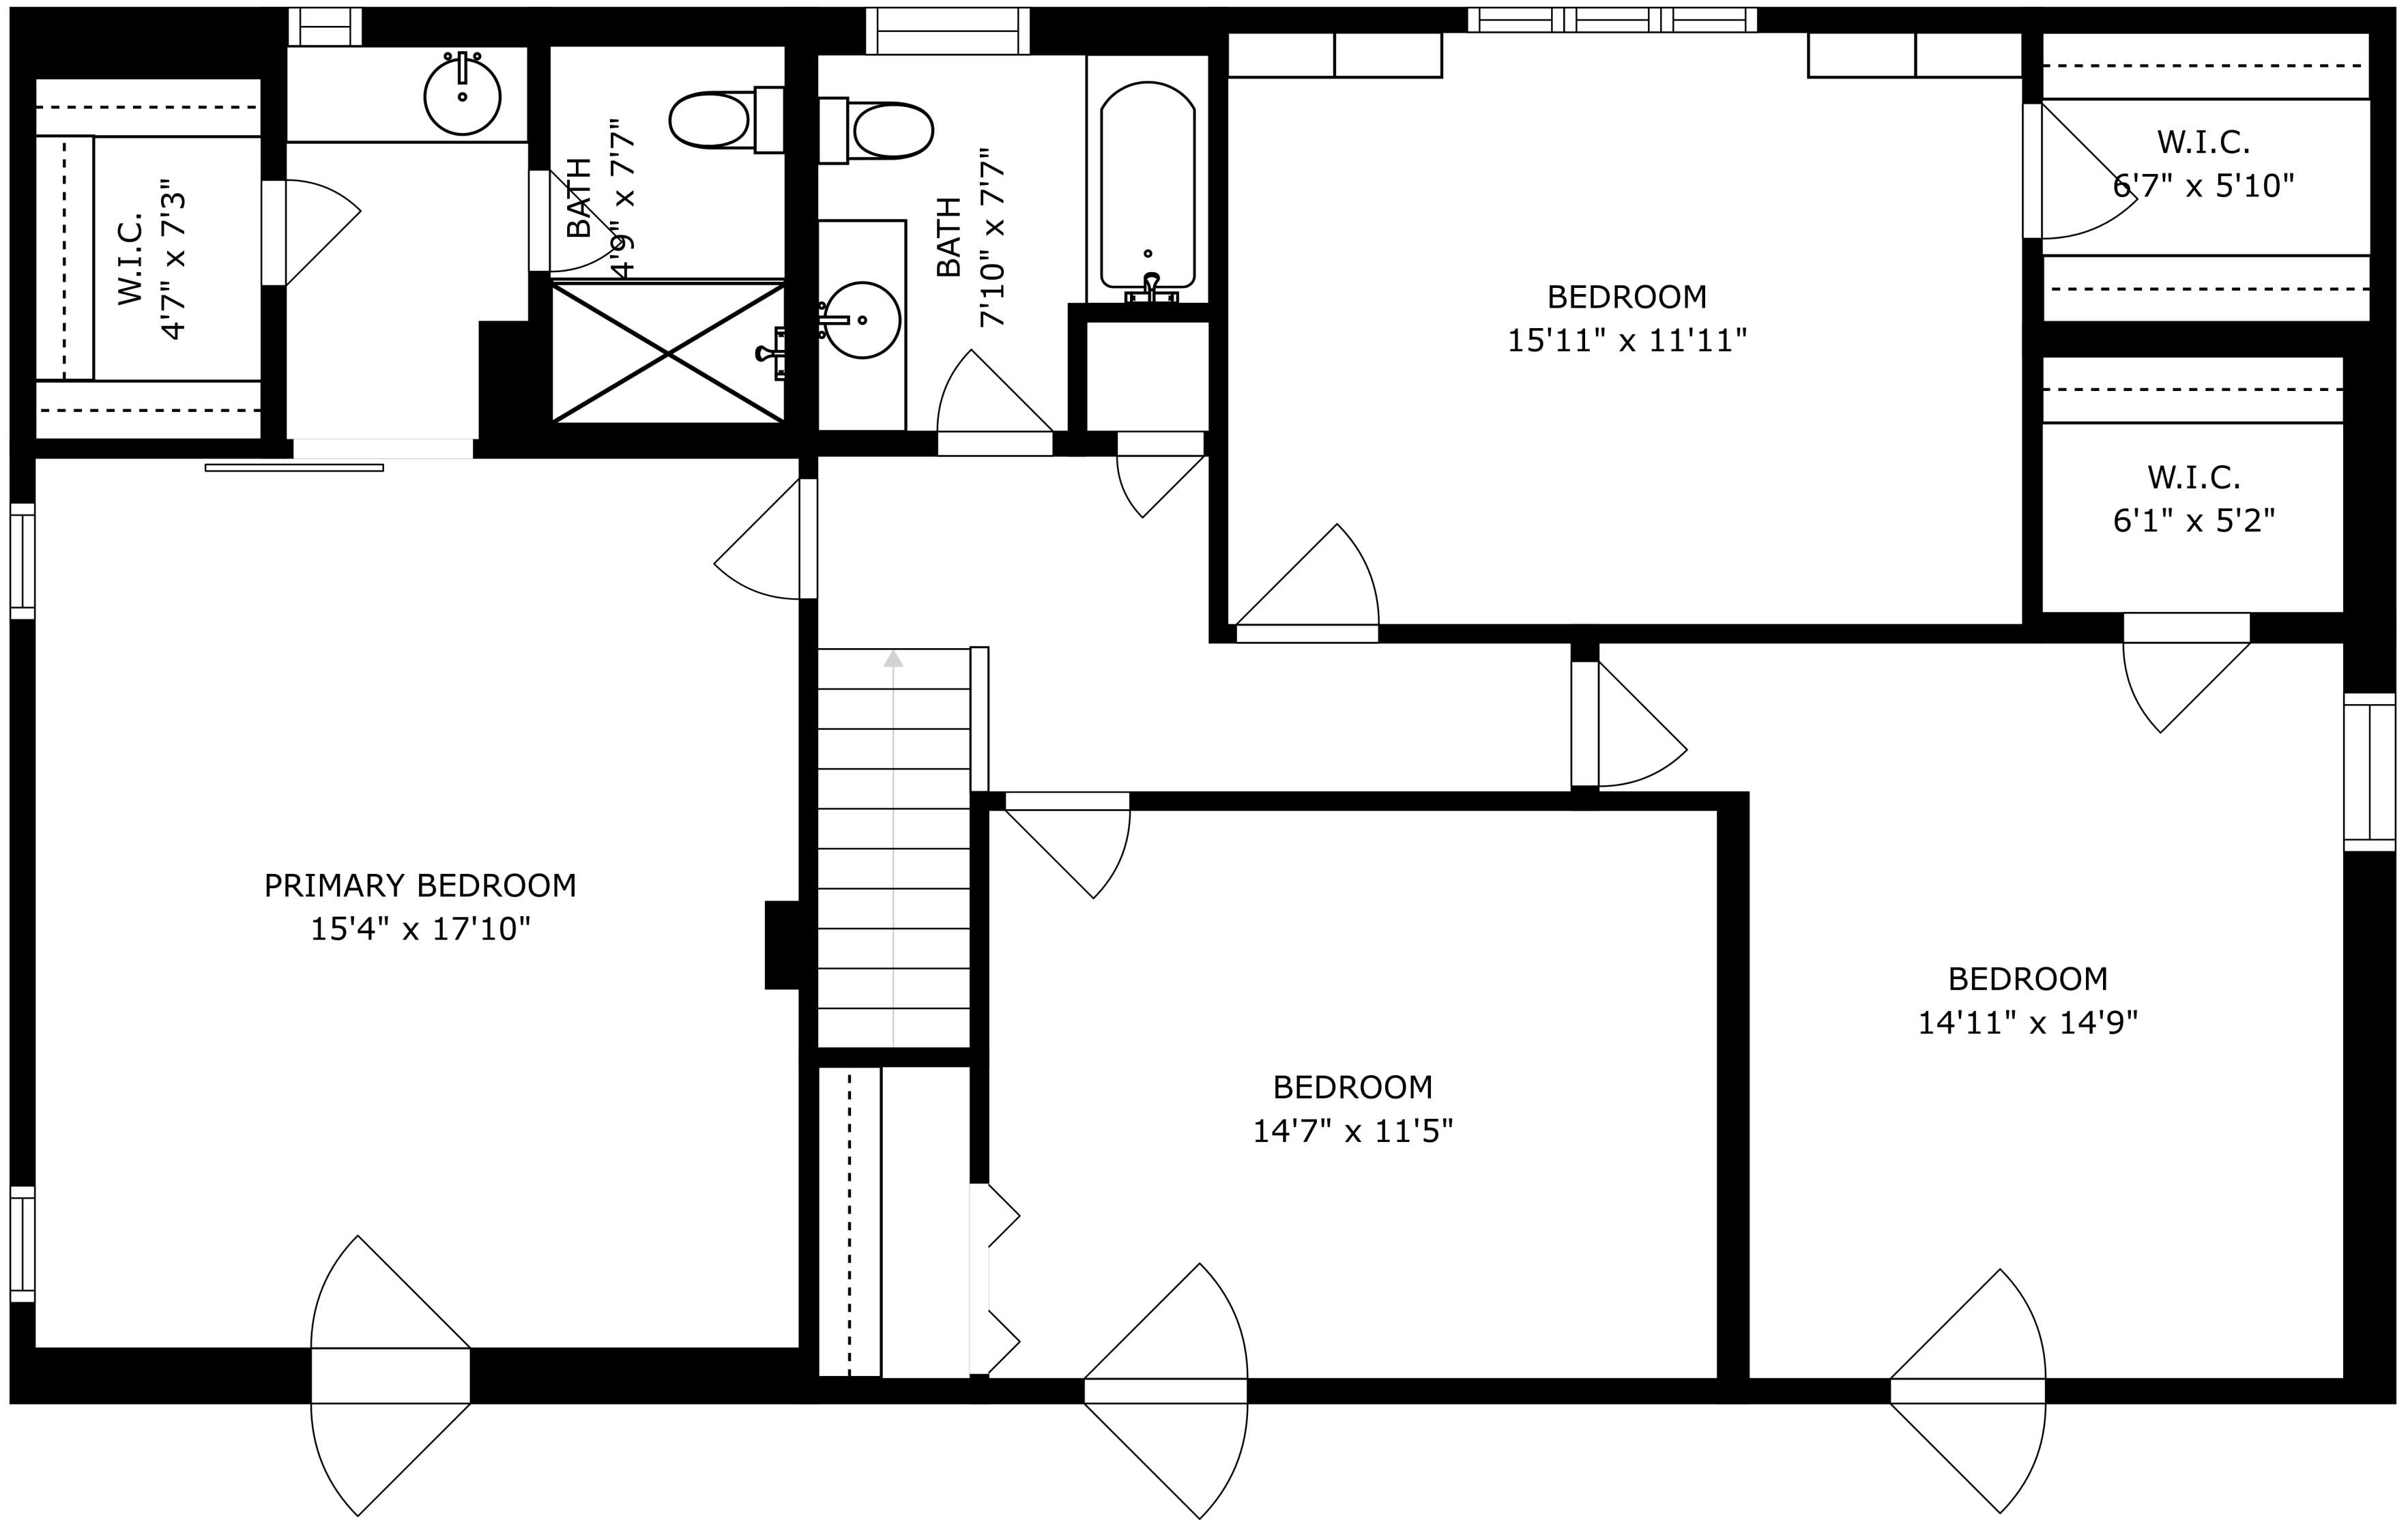 W.I.C.
4'7" x 7'3"
BATH
4'9" x 7'7"
BATH
7'10" x 7'7"
BEDROOM
15'11" x 11'11"
W.I.C.
6'7" x 5'10"
W.I.C.
6'1" x 5'2"
PRIMARY BEDROOM
15'4" x 17'10"
BEDROOM
14'7" x 11'5"
BEDROOM
14'11" x 14'9"